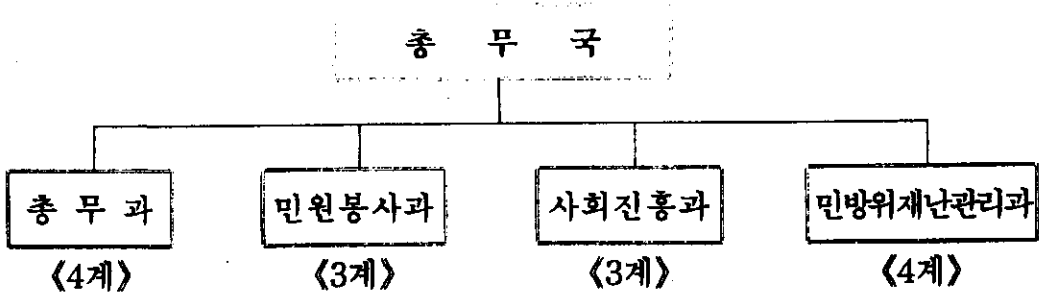 총 무 국
총 무 과 민원봉사과 사회진흥과 민방위재난관리과
《4계》 《3계》 《3계》 《4계》